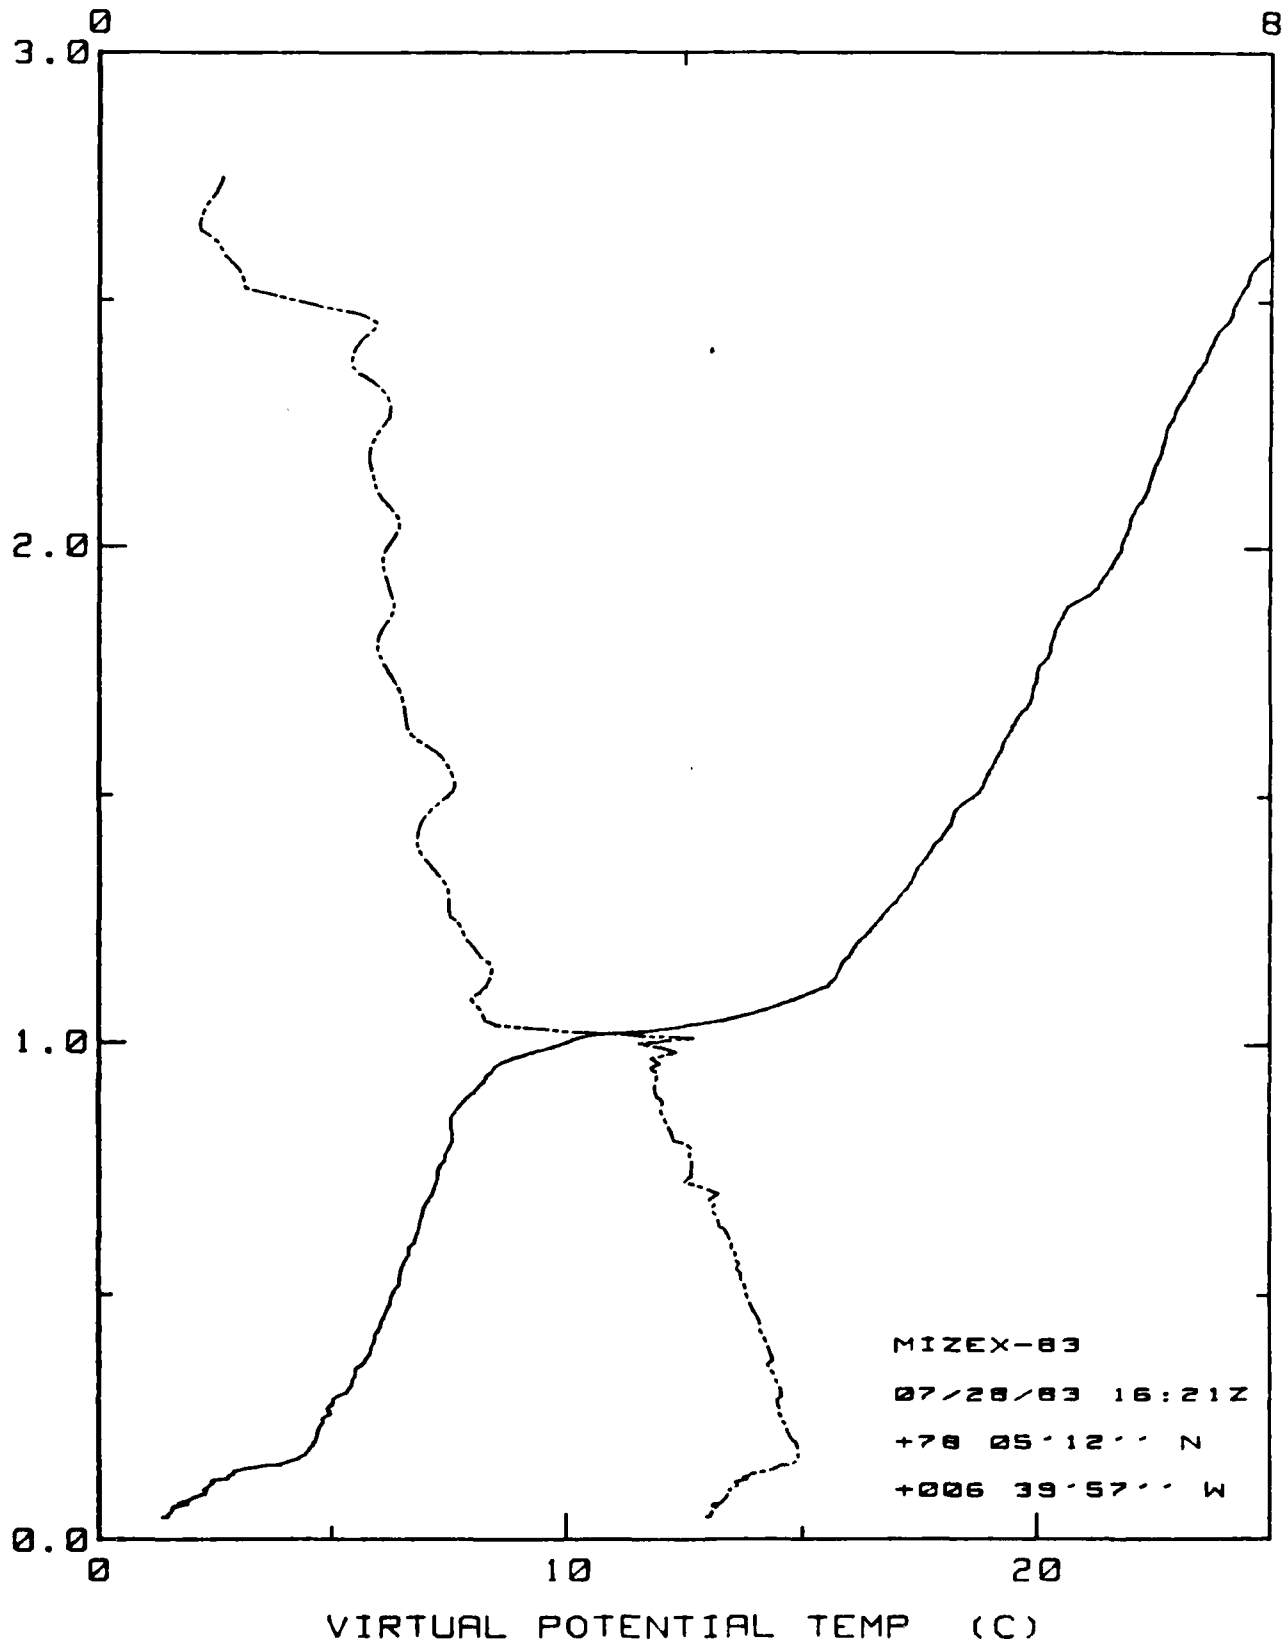 0 8
3.0
2.0
1.0
0.0
MIZEX-83
07/28/83 16:21Z
+78 05'12'' N
+006 39'57'' W
0 10 20
VIRTUAL POTENTIAL TEMP (C)